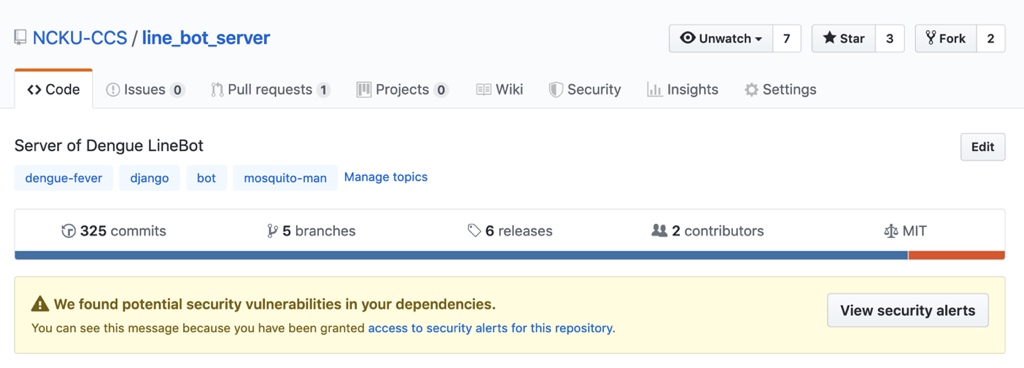 NCKU-CCS / line_bot_server
Unwatch 7 Star 3 Fork 2
Code Issues 0 Pull requests 1 Projects 0 Wiki Security Insights Settings
Server of Dengue LineBot Edit
dengue-fever django bot mosquito-man Manage topics
325 commits 5 branches 6 releases 2 contributors MIT
We found potential security vulnerabilities in your dependencies.
You can see this message because you have been granted access to security alerts for this repository.
View security alerts